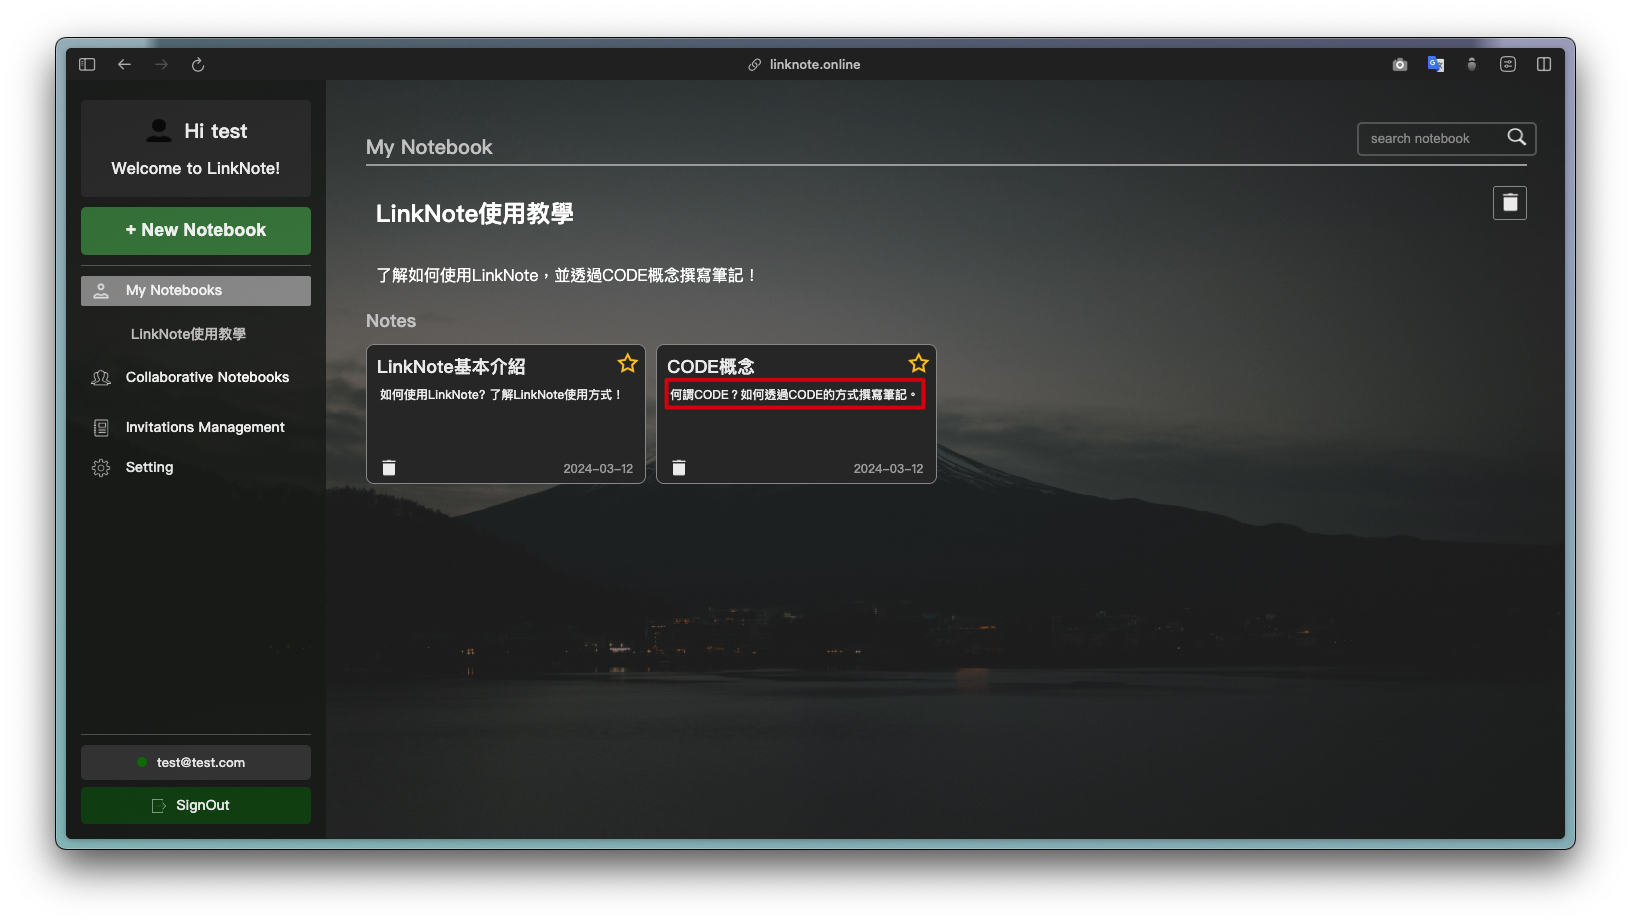 linknote.online
Hi test
Welcome to LinkNote!
+ New Notebook
My Notebooks
LinkNote使用教學
Collaborative Notebooks
Invitations Management
Setting
test@test.com
SignOut
My Notebook
search notebook
LinkNote使用教學
了解如何使用LinkNote，並透過CODE概念撰寫筆記！
Notes
LinkNote基本介紹
如何使用LinkNote? 了解LinkNote使用方式！
2024-03-12
CODE概念
何謂CODE？如何透過CODE的方式撰寫筆記。
2024-03-12